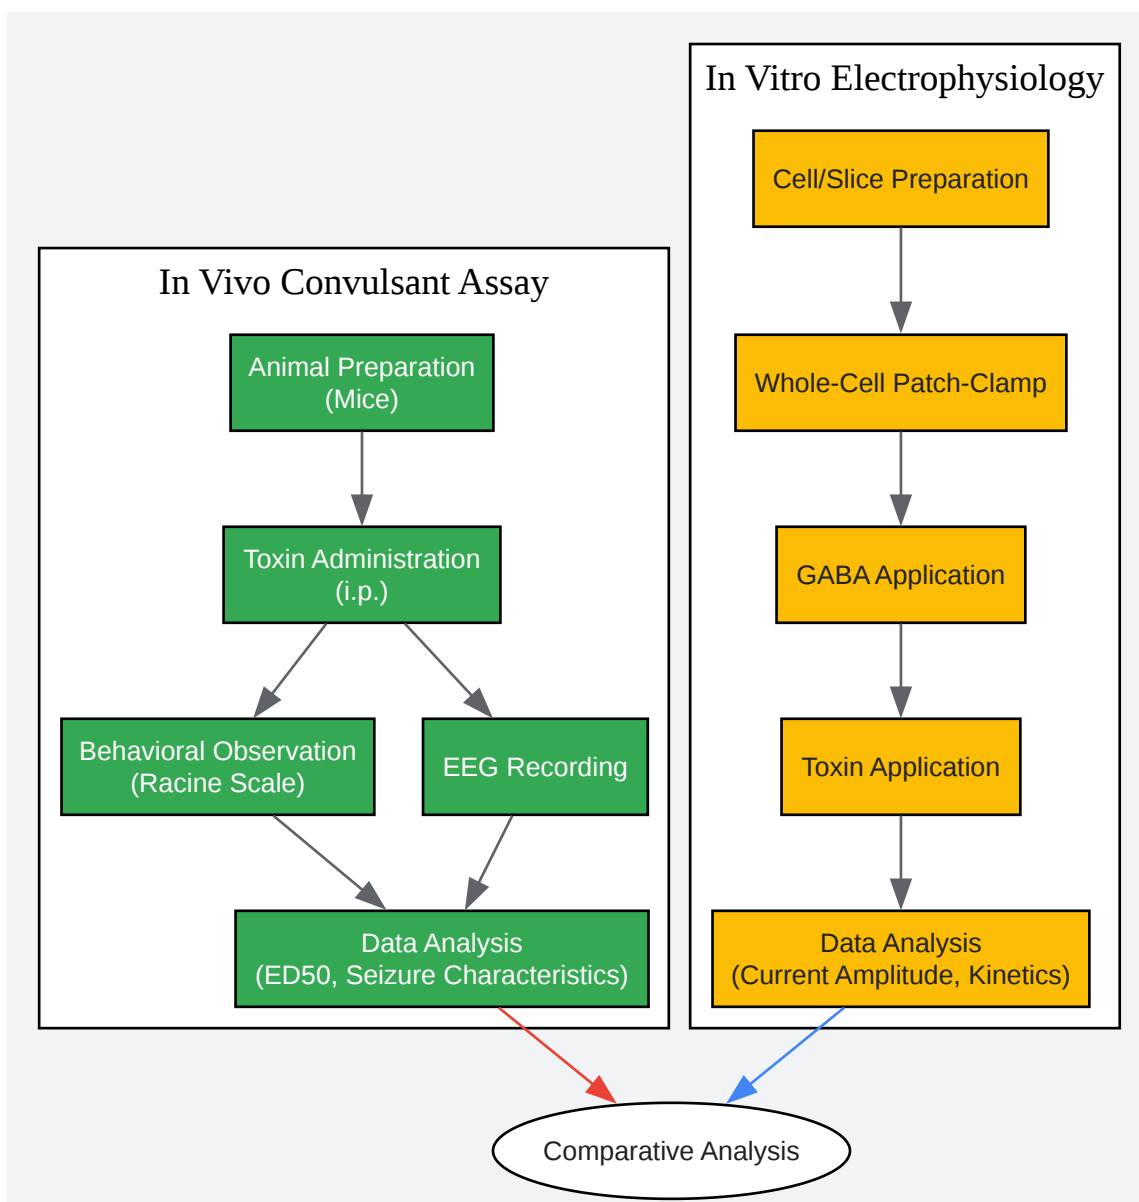 In Vivo Convulsant Assay
Animal Preparation
(Mice)
Toxin Administration
(i.p.)
Behavioral Observation
(Racine Scale)
EEG Recording
Data Analysis
(ED50, Seizure Characteristics)
In Vitro Electrophysiology
Cell/Slice Preparation
Whole-Cell Patch-Clamp
GABA Application
Toxin Application
Data Analysis
(Current Amplitude, Kinetics)
Comparative Analysis